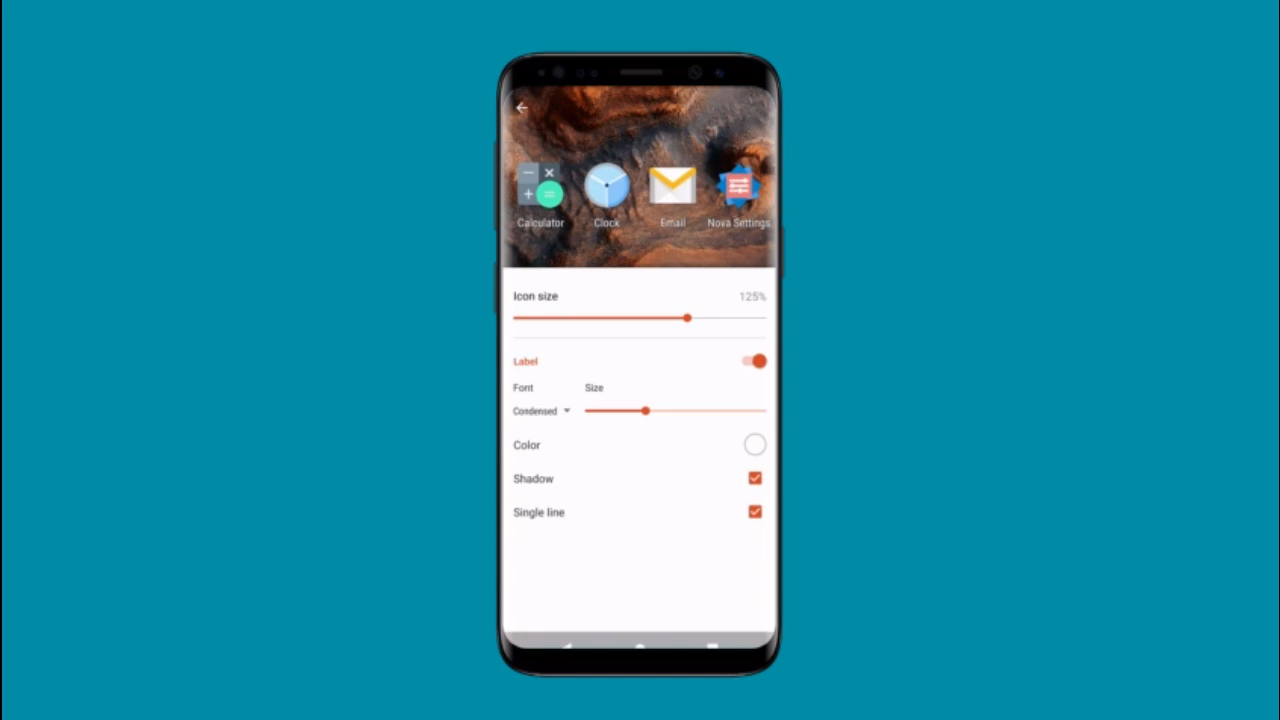 Calculator Clock Email Nova Settings
Icon size 125%
Label
Font Size
Condensed
Color
Shadow
Single line